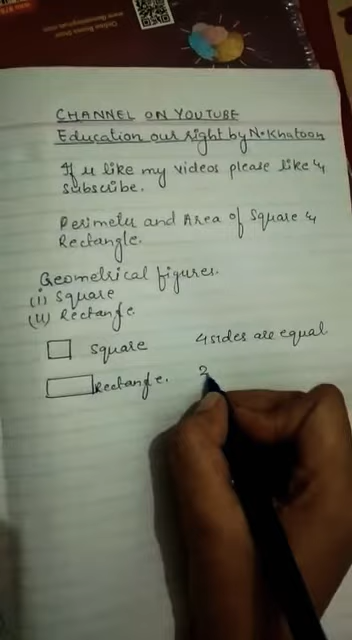 CHANNEL ON YOUTUBE
Education our right by N.Khatoon
If u like my videos please like &
subscribe.
Perimeter and Area of Square &
Rectangle.
Geometrical figures.
(i) Square
(ii) Rectangle
Square 4 sides are equal
Rectangle. 2